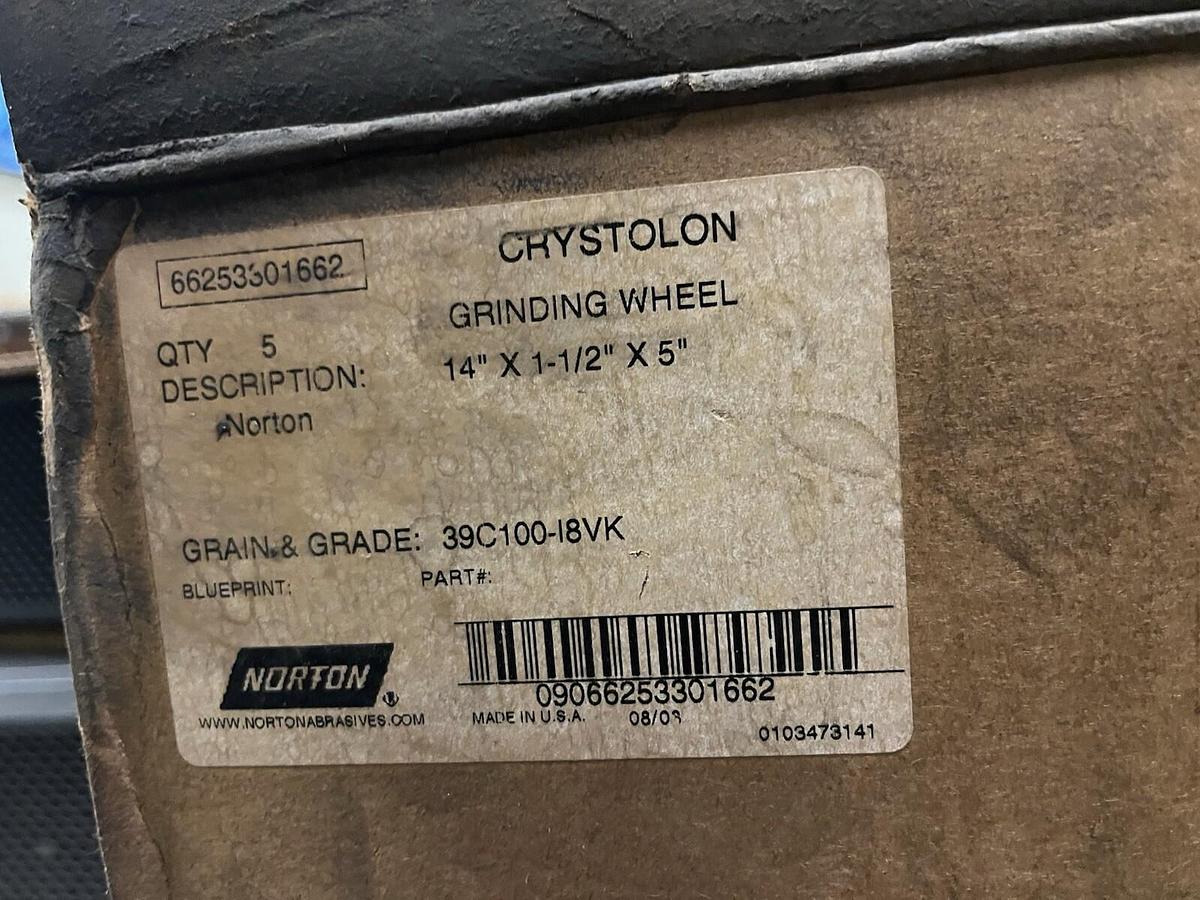 CRYSTOLON
66253301662
GRINDING WHEEL
QTY 5
14" X 1-1/2" X 5"
DESCRIPTION:
Norton
GRAIN & GRADE: 39C100-I8VK
BLUEPRINT: PART#:
09066253301662
NORTON ®
WWW.NORTONABRASIVES.COM MADE IN U.S.A.
0103473141